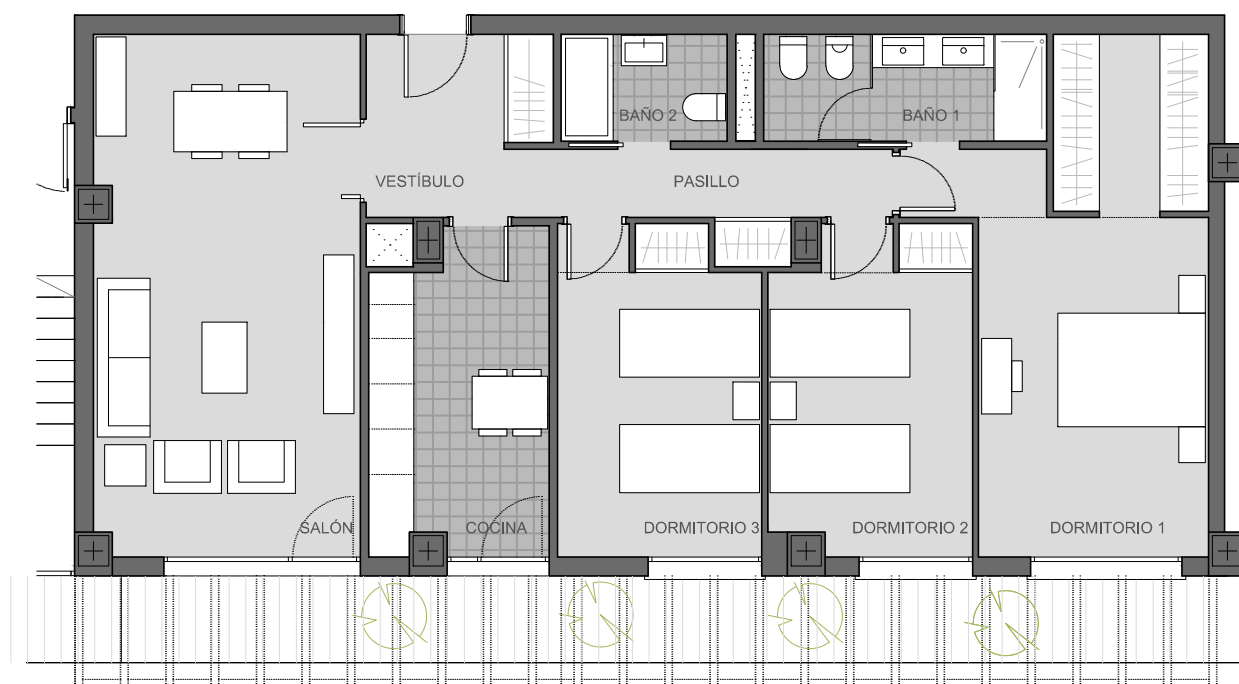 BAÑO 2
BAÑO 1
VESTÍBULO
PASILLO
SALÓN
COCINA
DORMITORIO 3
DORMITORIO 2
DORMITORIO 1